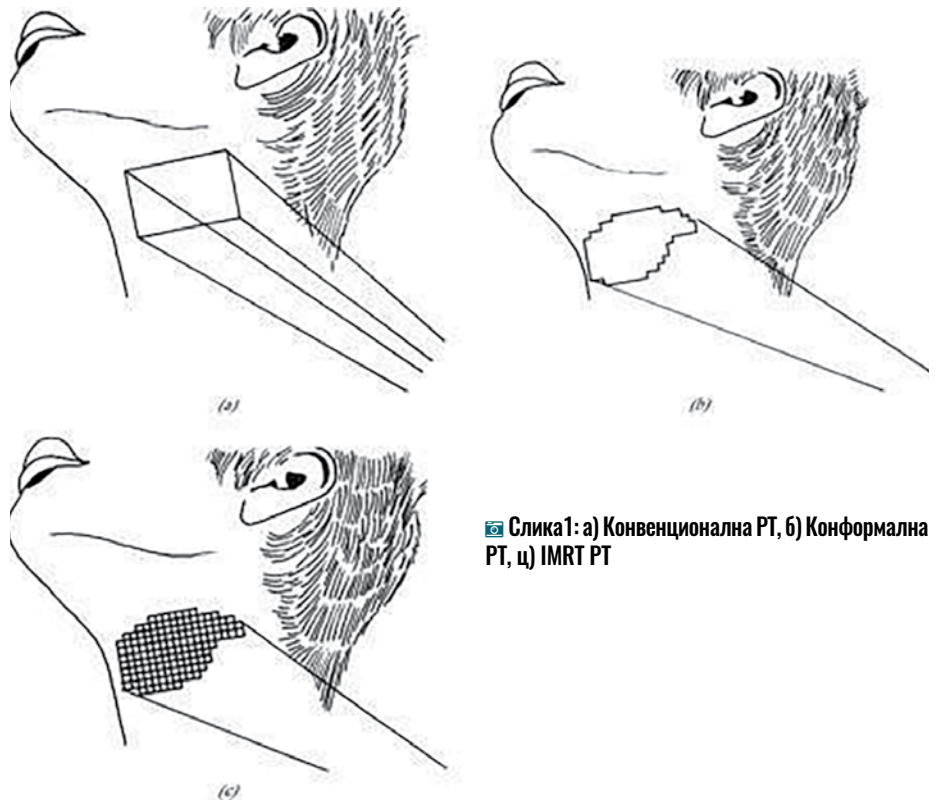 (a)
(b)
Слика1: а) Конвенционална РТ, б) Конформална
РТ, ц) IMRT РТ
(c)